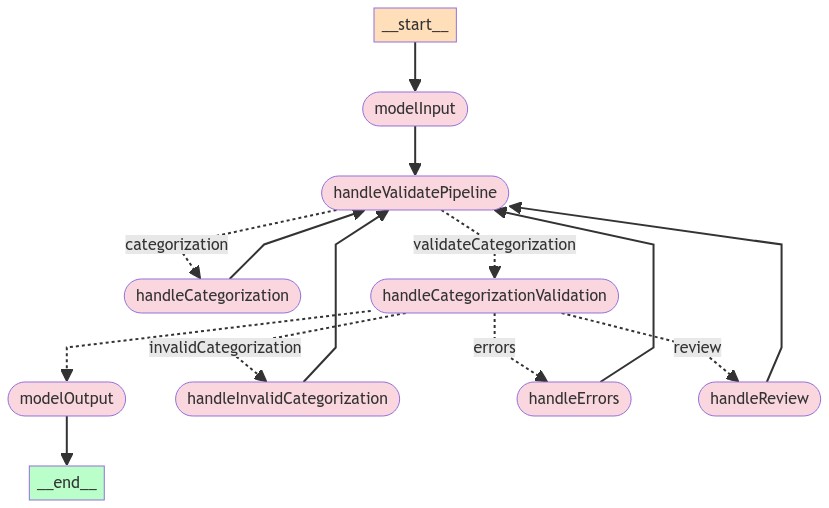 __start__
modelInput
handleValidatePipeline
categorization
validateCategorization
handleCategorization
handleCategorizationValidation
invalidCategorization
errors
review
modelOutput
handleInvalidCategorization
handleErrors
handleReview
__end__